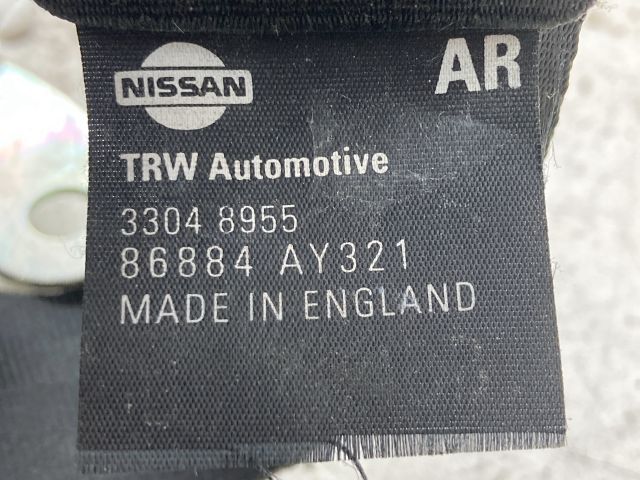 NISSAN
AR
TRW Automotive
3304 8955
86884 AY321
MADE IN ENGLAND